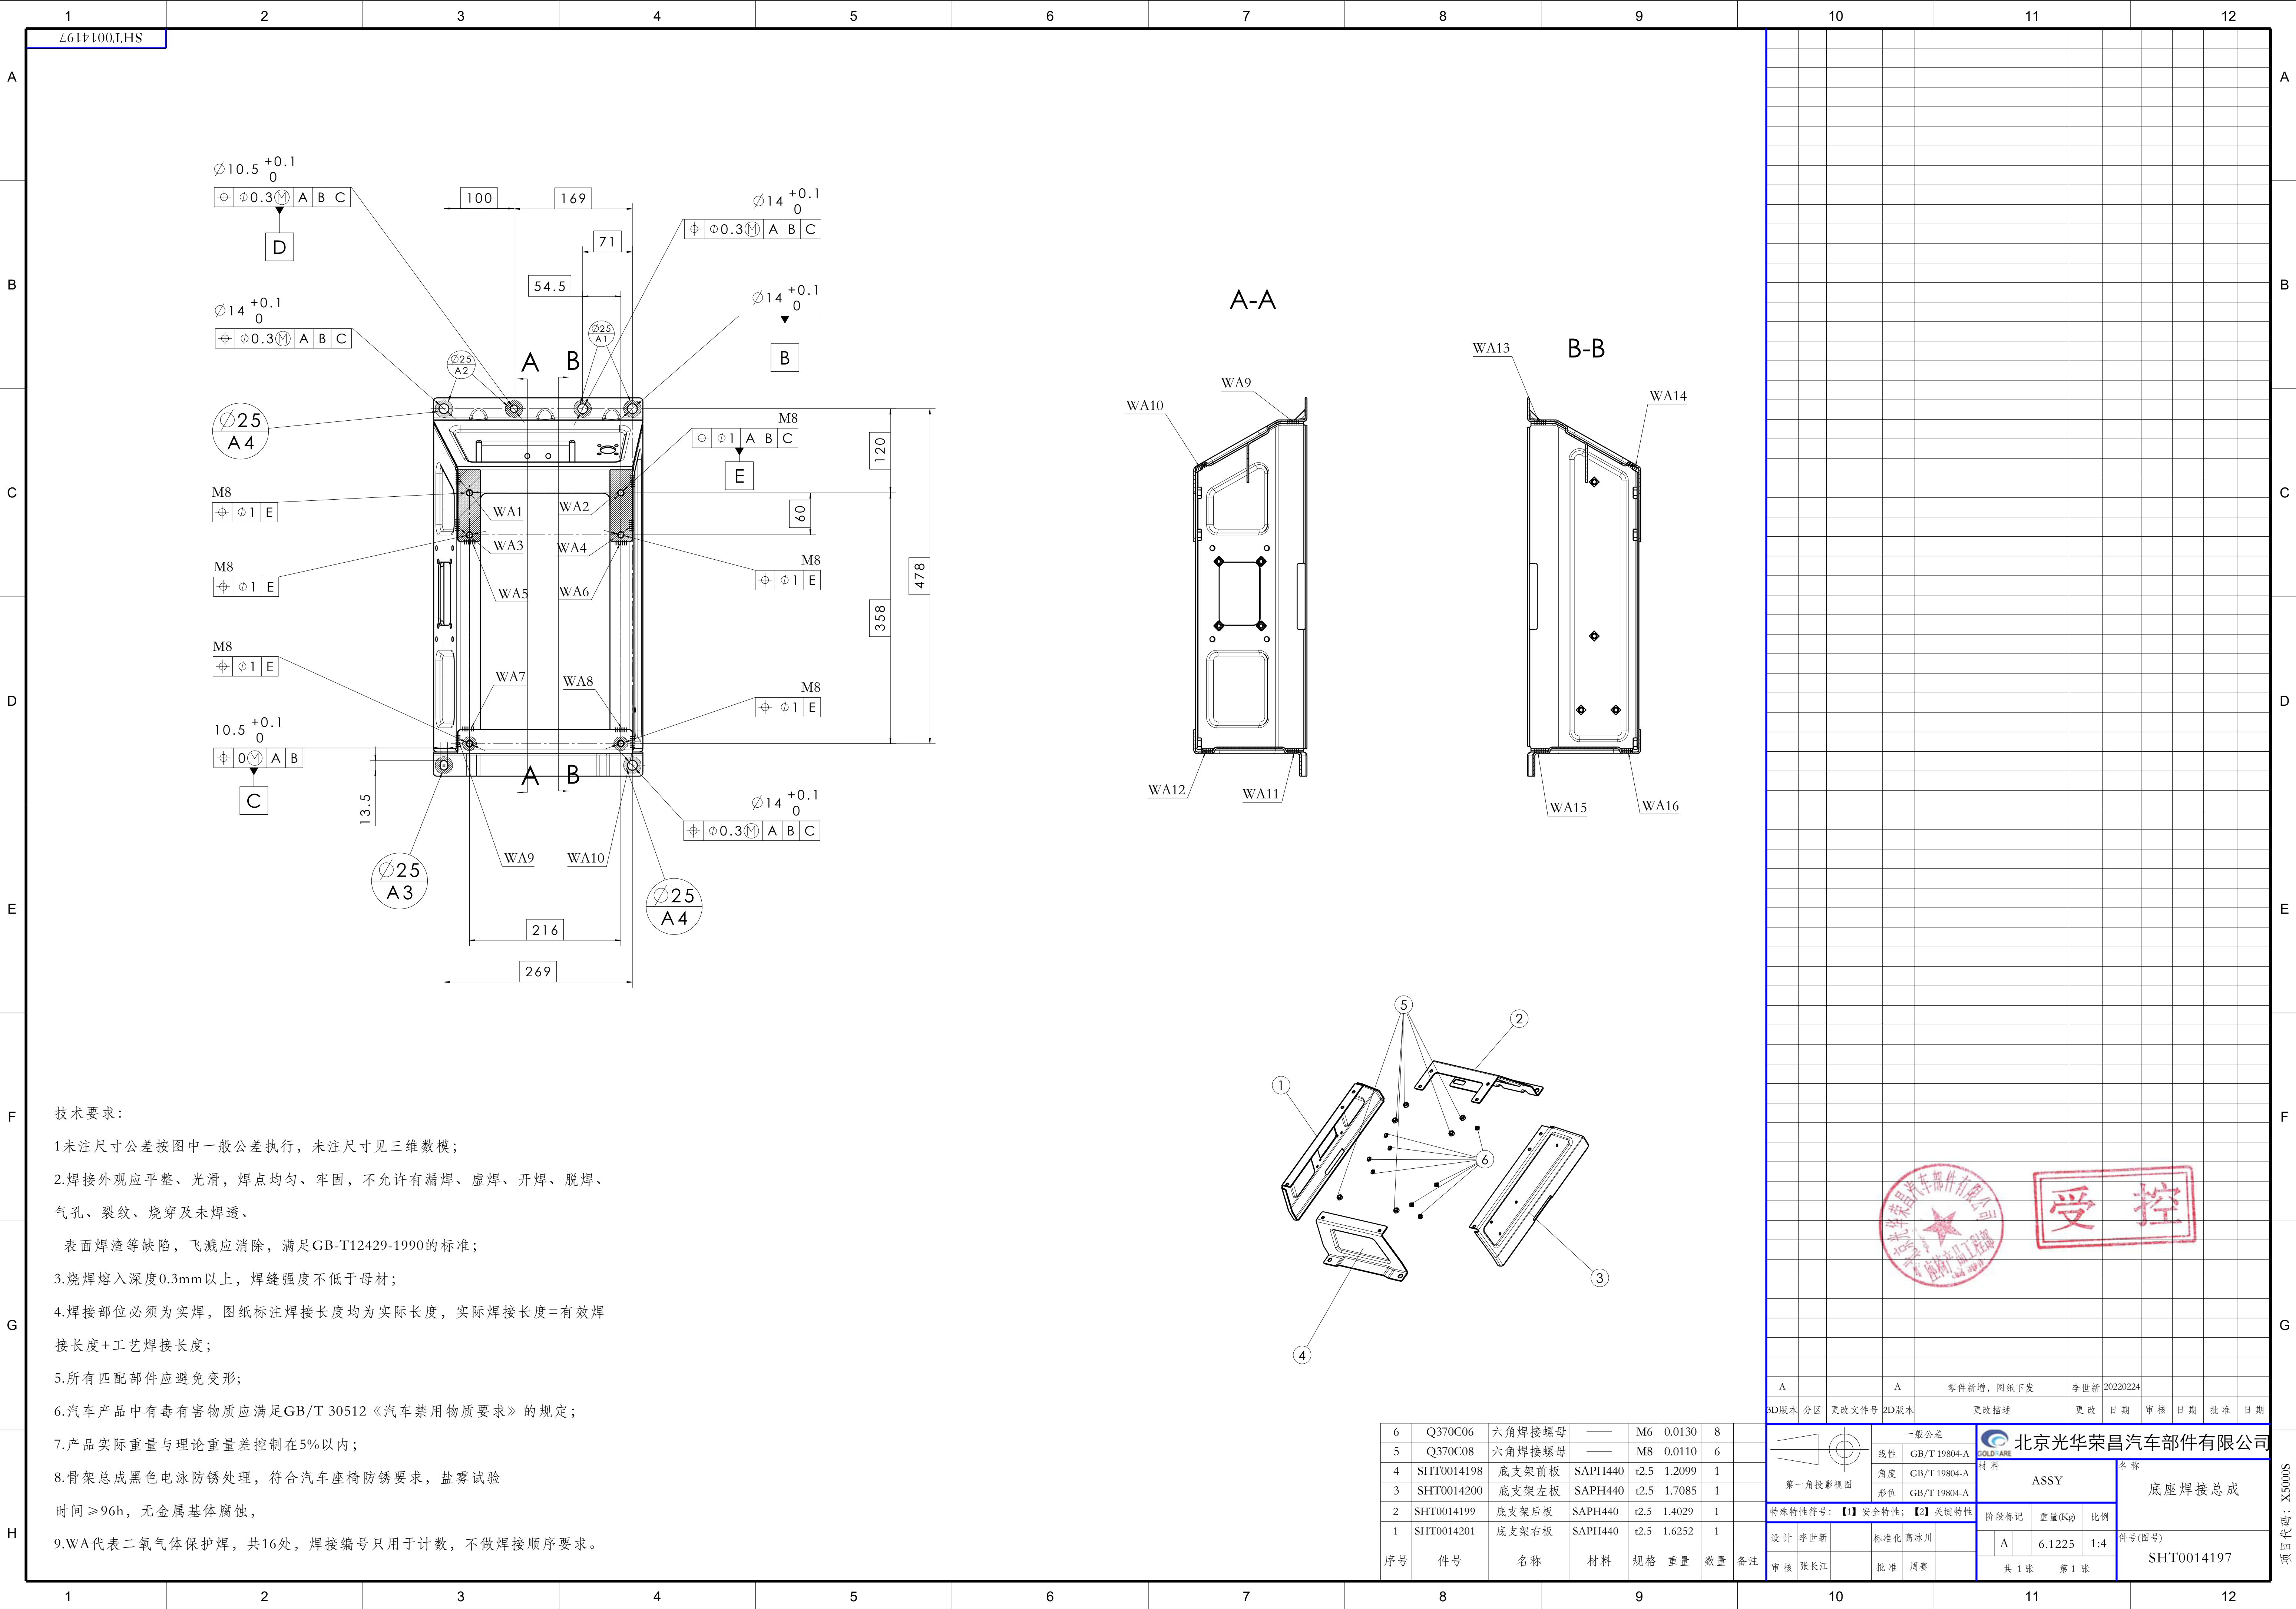 1 2 3 4 5 6 7 8 9 10 11 12
A B C D E F G H
SHT0014197
Ø10.5 +0.1 0
⌖ Ø0.3Ⓜ A B C
D
Ø14 +0.1 0
⌖ Ø0.3Ⓜ A B C
Ø25 A4
M8
⌖ Ø1 E
M8
⌖ Ø1 E
M8
⌖ Ø1 E
10.5 +0.1 0
⌖ 0Ⓜ A B
C
13.5
Ø25 A3
100
169
71
54.5
Ø25 A2
Ø25 A1
A B
Ø14 +0.1 0
⌖ Ø0.3Ⓜ A B C
Ø14 +0.1 0
B
M8
⌖ Ø1 A B C
E
M8
⌖ Ø1 E
M8
⌖ Ø1 E
Ø14 +0.1 0
⌖ Ø0.3Ⓜ A B C
Ø25 A4
WA1 WA2
WA3 WA4
WA5 WA6
WA7 WA8
A B
WA9 WA10
120
60
358
478
216
269
A-A
WA9
WA10
WA12
WA11
B-B
WA13
WA14
WA15
WA16
5
2
1
6
3
4
技术要求：
1未注尺寸公差按图中一般公差执行，未注尺寸见三维数模；
2.焊接外观应平整、光滑，焊点均匀、牢固，不允许有漏焊、虚焊、开焊、脱焊、
气孔、裂纹、烧穿及未焊透、
表面焊渣等缺陷，飞溅应消除，满足GB-T12429-1990的标准；
3.烧焊熔入深度0.3mm以上，焊缝强度不低于母材；
4.焊接部位必须为实焊，图纸标注焊接长度均为实际长度，实际焊接长度=有效焊
接长度+工艺焊接长度；
5.所有匹配部件应避免变形;
6.汽车产品中有毒有害物质应满足GB/T 30512《汽车禁用物质要求》的规定；
7.产品实际重量与理论重量差控制在5%以内；
8.骨架总成黑色电泳防锈处理，符合汽车座椅防锈要求，盐雾试验
时间≥96h，无金属基体腐蚀，
9.WA代表二氧气体保护焊，共16处，焊接编号只用于计数，不做焊接顺序要求。
6 Q370C06 六角焊接螺母 —— M6 0.0130 8
5 Q370C08 六角焊接螺母 —— M8 0.0110 6
4 SHT0014198 底支架前板 SAPH440 t2.5 1.2099 1
3 SHT0014200 底支架左板 SAPH440 t2.5 1.7085 1
2 SHT0014199 底支架后板 SAPH440 t2.5 1.4029 1
1 SHT0014201 底支架右板 SAPH440 t2.5 1.6252 1
序号 件号 名称 材料 规格 重量 数量 备注
受控
A A 零件新增，图纸下发 李世新 20220224
3D版本 分区 更改文件号 2D版本 更改描述 更改 日期 审核 日期 批准 日期
第一角投影视图
一般公差
线性 GB/T 19804-A
角度 GB/T 19804-A
形位 GB/T 19804-A
特殊特性符号：【1】安全特性；【2】关键特性
设计 李世新 标准化 高冰川
审核 张长江 批准 周赛
GOLDRARE 北京光华荣昌汽车部件有限公司
材料 ASSY
名称 底座焊接总成
阶段标记 重量(Kg) 比例
A 6.1225 1:4
共 1 张 第 1 张
件号(图号) SHT0014197
项目代码：X5000S
1 2 3 4 5 6 7 8 9 10 11 12
A B C D E F G